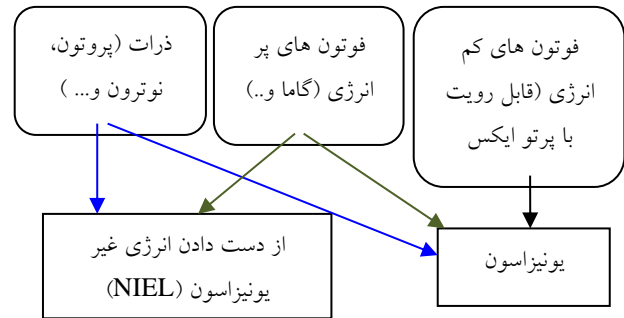 فوتون های کم
انرژی (قابل رویت
با پرتو ایکس
فوتون های پر
انرژی (گاما و..)
ذرات (پروتون،
نوترون و... )
یونیزاسون
از دست دادن انرژی غیر
یونیزاسون (NIEL)